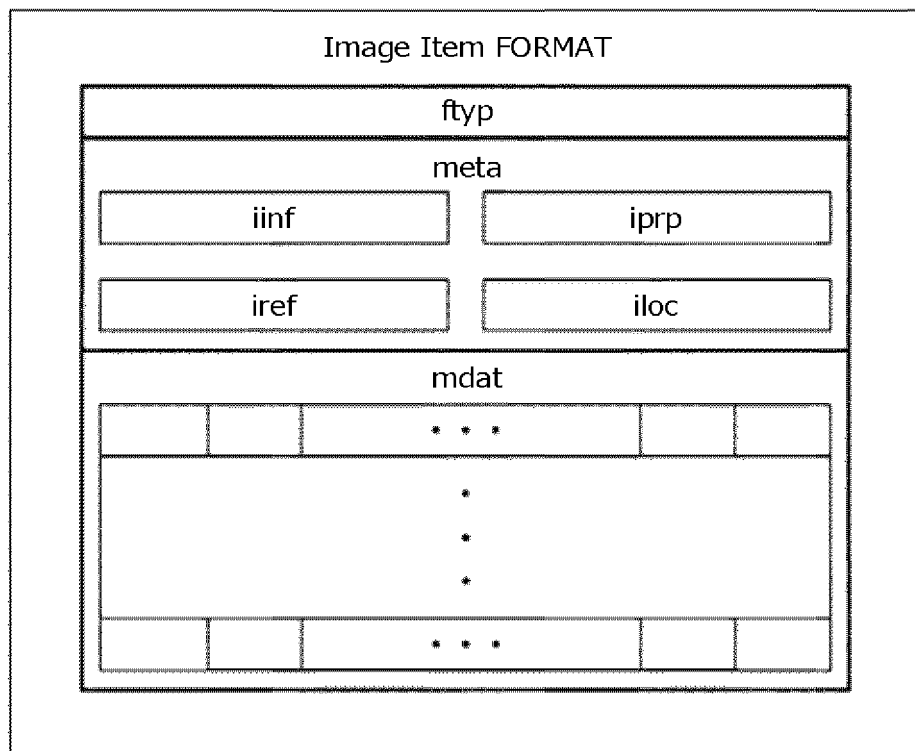 Image Item FORMAT
ftyp
meta
iinf
iprp
iref
iloc
mdat
• • •
•
•
•
• • •